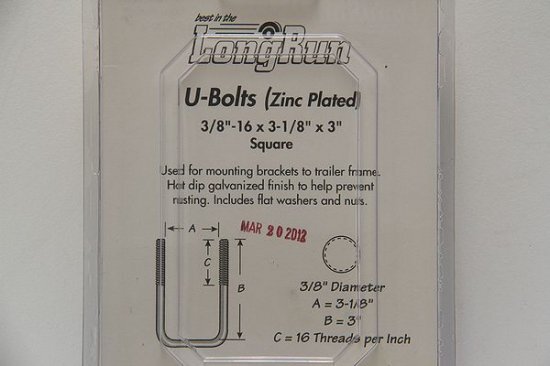 best in the
LongRun
U-Bolts (Zinc Plated)
3/8"-16 x 3-1/8" x 3"
Square
Used for mounting brackets to trailer frame.
Hot dip galvanized finish to help prevent
rusting. Includes flat washers and nuts.
MAR 20 2012
A
C
B
3/8" Diameter
A = 3-1/8"
B = 3"
C = 16 Threads per Inch